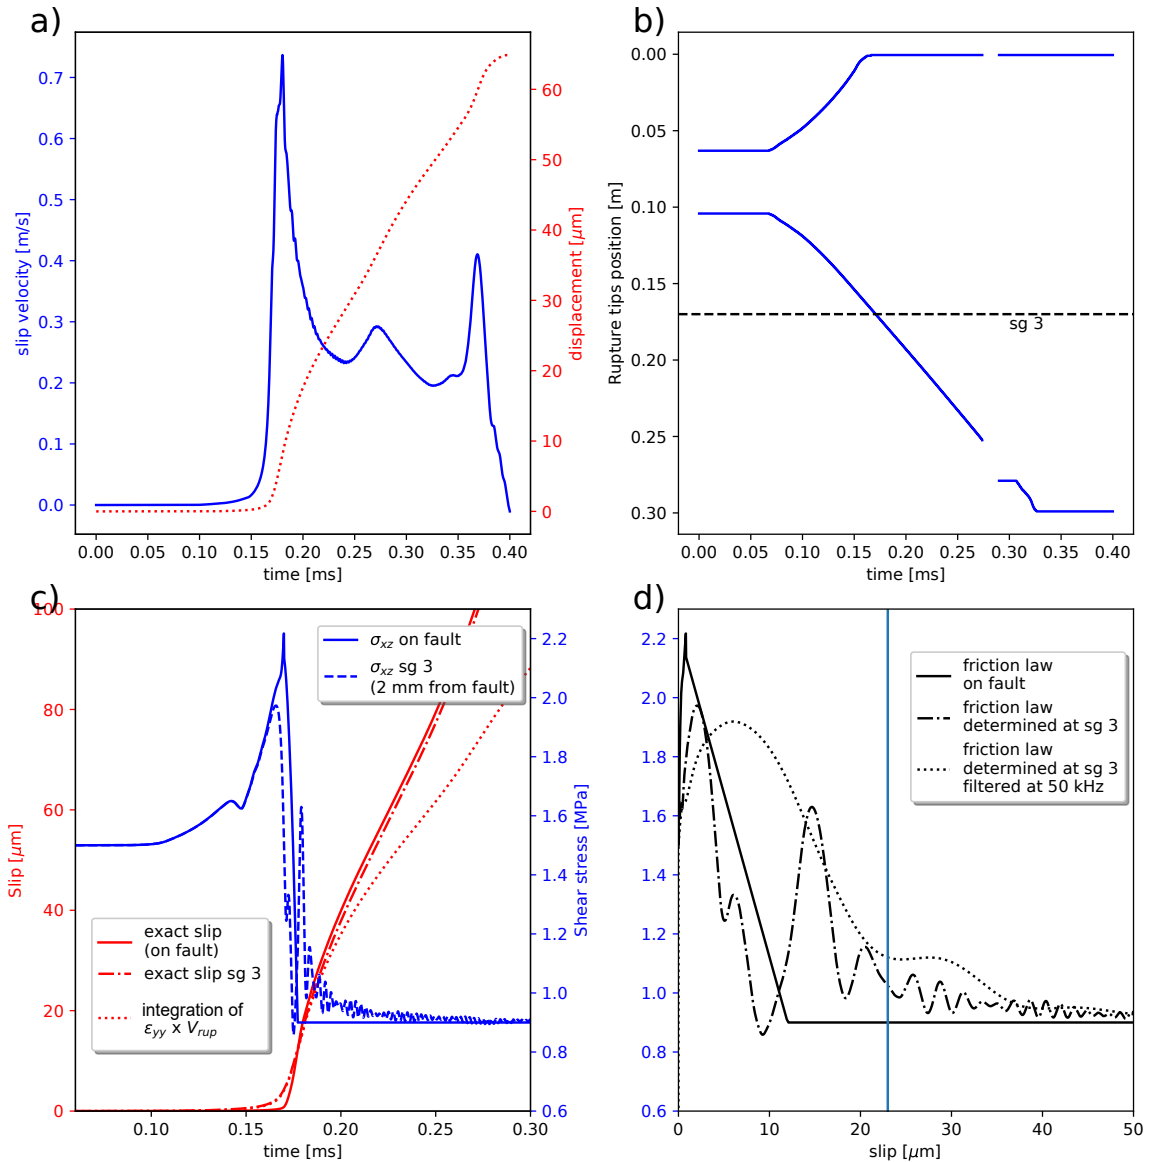 a)
slip velocity [m/s]
0.7
0.6
0.5
0.4
0.3
0.2
0.1
0.0
60
50
40
30
20
10
0
displacement [μm]
0.00 0.05 0.10 0.15 0.20 0.25 0.30 0.35 0.40
time [ms]
b)
Rupture tips position [m]
0.00
0.05
0.10
0.15
0.20
0.25
0.30
sg 3
0.00 0.05 0.10 0.15 0.20 0.25 0.30 0.35 0.40
time [ms]
c)
Slip [μm]
100
80
60
40
20
0
σxz on fault
σxz sg 3
(2 mm from fault)
exact slip
(on fault)
exact slip sg 3
integration of
εyy x Vrup
2.2
2.0
1.8
1.6
1.4
1.2
1.0
0.8
0.6
Shear stress [MPa]
0.10 0.15 0.20 0.25 0.30
time [ms]
d)
2.2
2.0
1.8
1.6
1.4
1.2
1.0
0.8
0.6
friction law
on fault
friction law
determined at sg 3
friction law
determined at sg 3
filtered at 50 kHz
0 10 20 30 40 50
slip [μm]